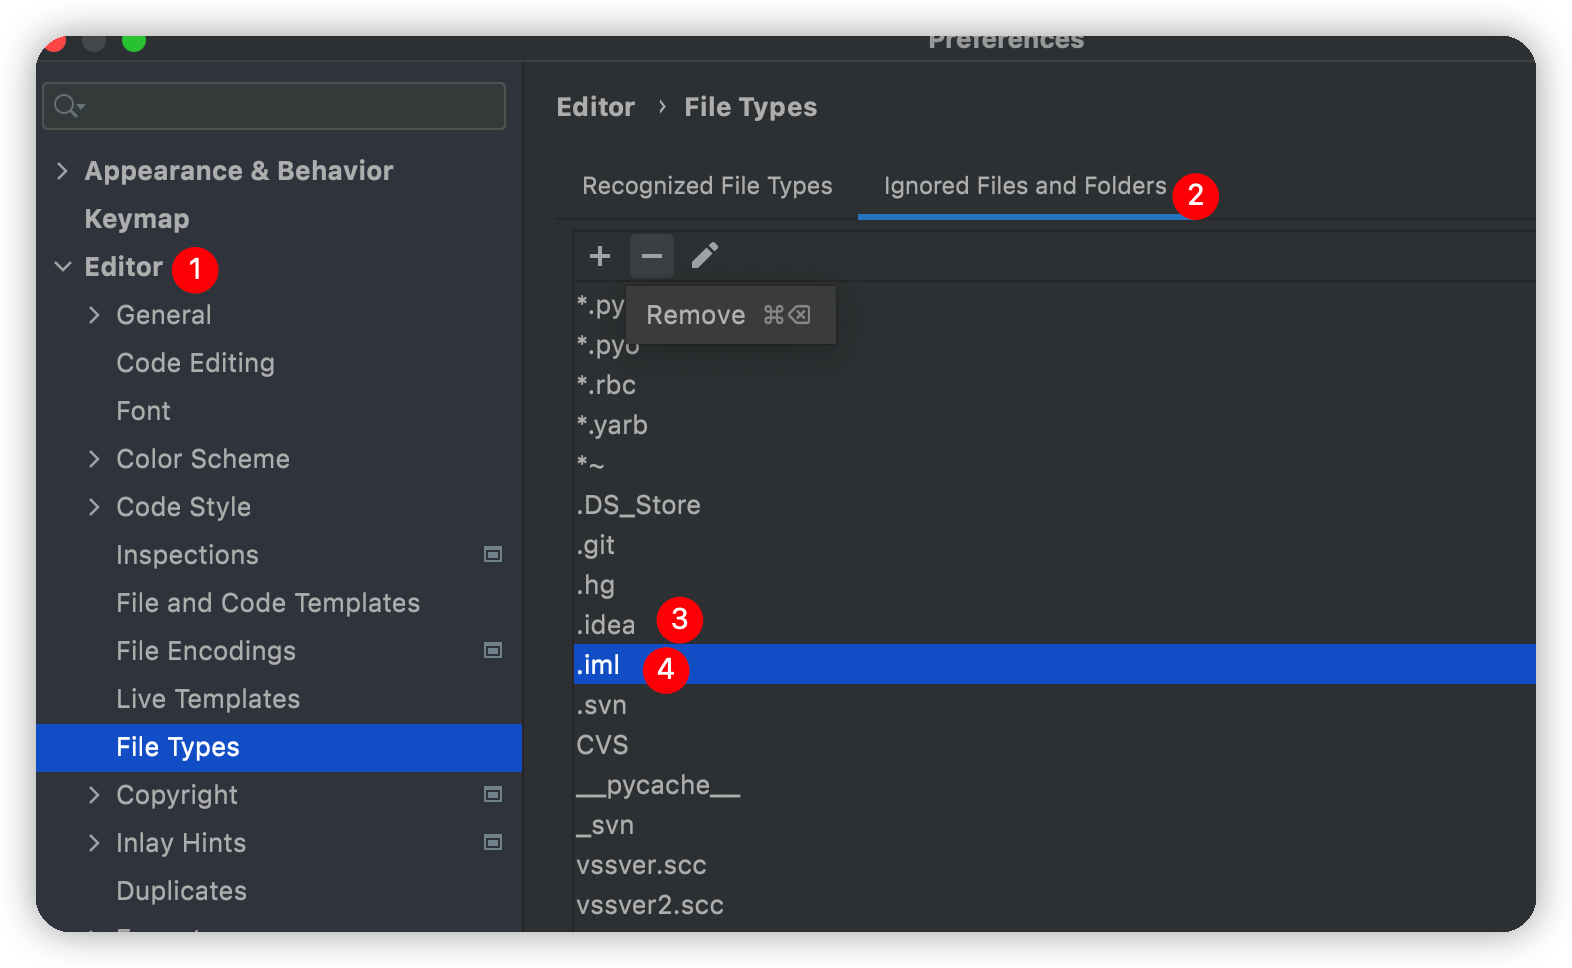 Preferences
Editor › File Types
Appearance & Behavior
Keymap
Editor 1
General
Code Editing
Font
Color Scheme
Code Style
Inspections
File and Code Templates
File Encodings
Live Templates
File Types
Copyright
Inlay Hints
Duplicates
Recognized File Types
Ignored Files and Folders 2
Remove ⌘⌫
*.py
*.pyo
*.rbc
*.yarb
*~
.DS_Store
.git
.hg
.idea 3
.iml 4
.svn
CVS
__pycache__
_svn
vssver.scc
vssver2.scc